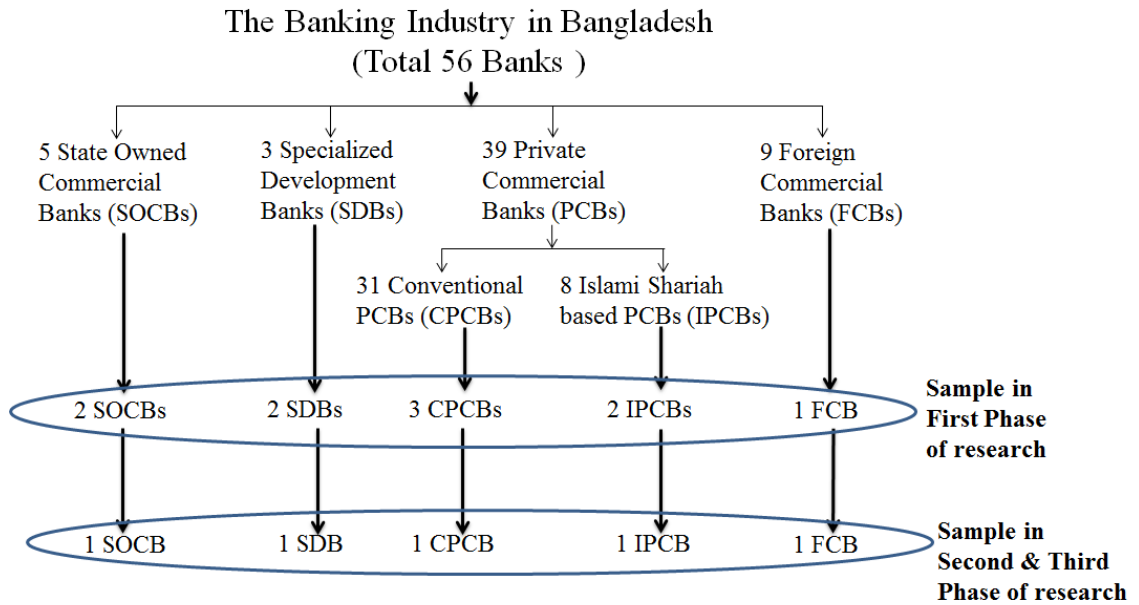 The Banking Industry in Bangladesh
(Total 56 Banks )
5 State Owned
Commercial
Banks (SOCBs)
3 Specialized
Development
Banks (SDBs)
39 Private
Commercial
Banks (PCBs)
9 Foreign
Commercial
Banks (FCBs)
31 Conventional
PCBs (CPCBs)
8 Islami Shariah
based PCBs (IPCBs)
2 SOCBs
2 SDBs
3 CPCBs
2 IPCBs
1 FCB
Sample in
First Phase
of research
1 SOCB
1 SDB
1 CPCB
1 IPCB
1 FCB
Sample in
Second & Third
Phase of research